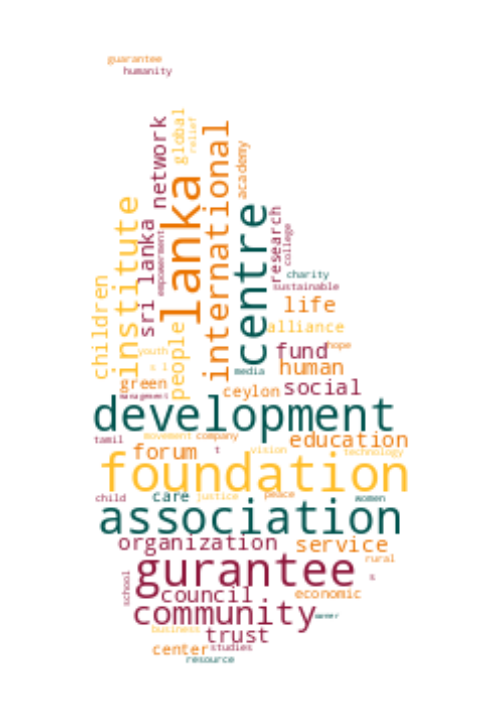 guarantee
humanity
network
global
relief
international
academy
lanka
institute
sri lanka
empowerment
centre
research
college
charity
sustainable
children
life
alliance
people
youth
fund
hope
s l
media
human
green
management
ceylon
social
development
tamil
movement
company
education
forum
t
vision
technology
foundation
child
care
justice
peace
women
association
organization
service
gurantee
rural
school
s
council
economic
community
business
trust
center
studies
resource